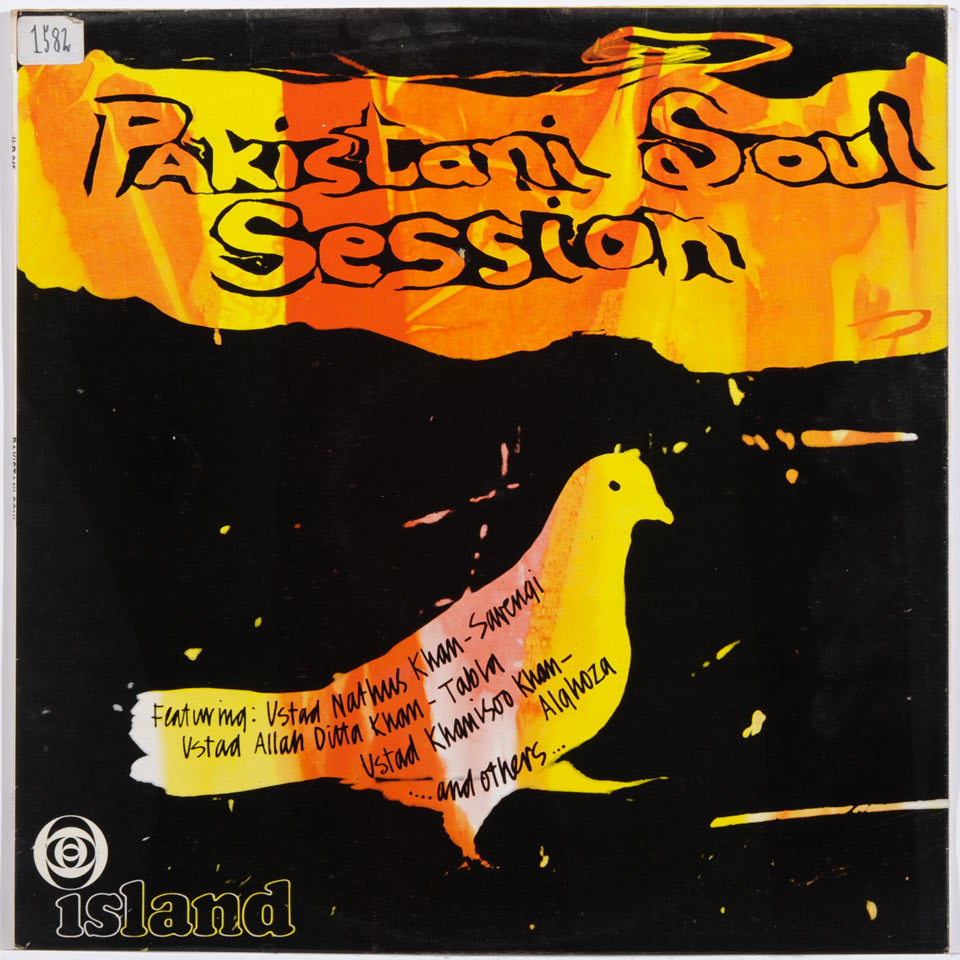 1582
Pakistani Soul
Session
Featuring: Ustad Nathus Khan - Sarengi
Ustad Allah Ditta Khan - Tabla
Ustad Khamisoo Khan -
Alghoza
....and others...
island